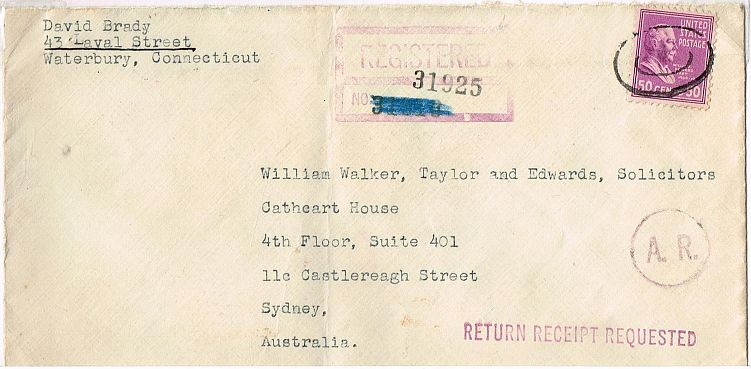 David Brady
43 Laval Street
Waterbury, Connecticut
REGISTERED
31925
NO.
UNITED
STATES
POSTAGE
50 CENTS 50
William Walker, Taylor and Edwards, Solicitors
Cathcart House
4th Floor, Suite 401
11c Castlereagh Street
Sydney,
Australia.
A. R.
RETURN RECEIPT REQUESTED